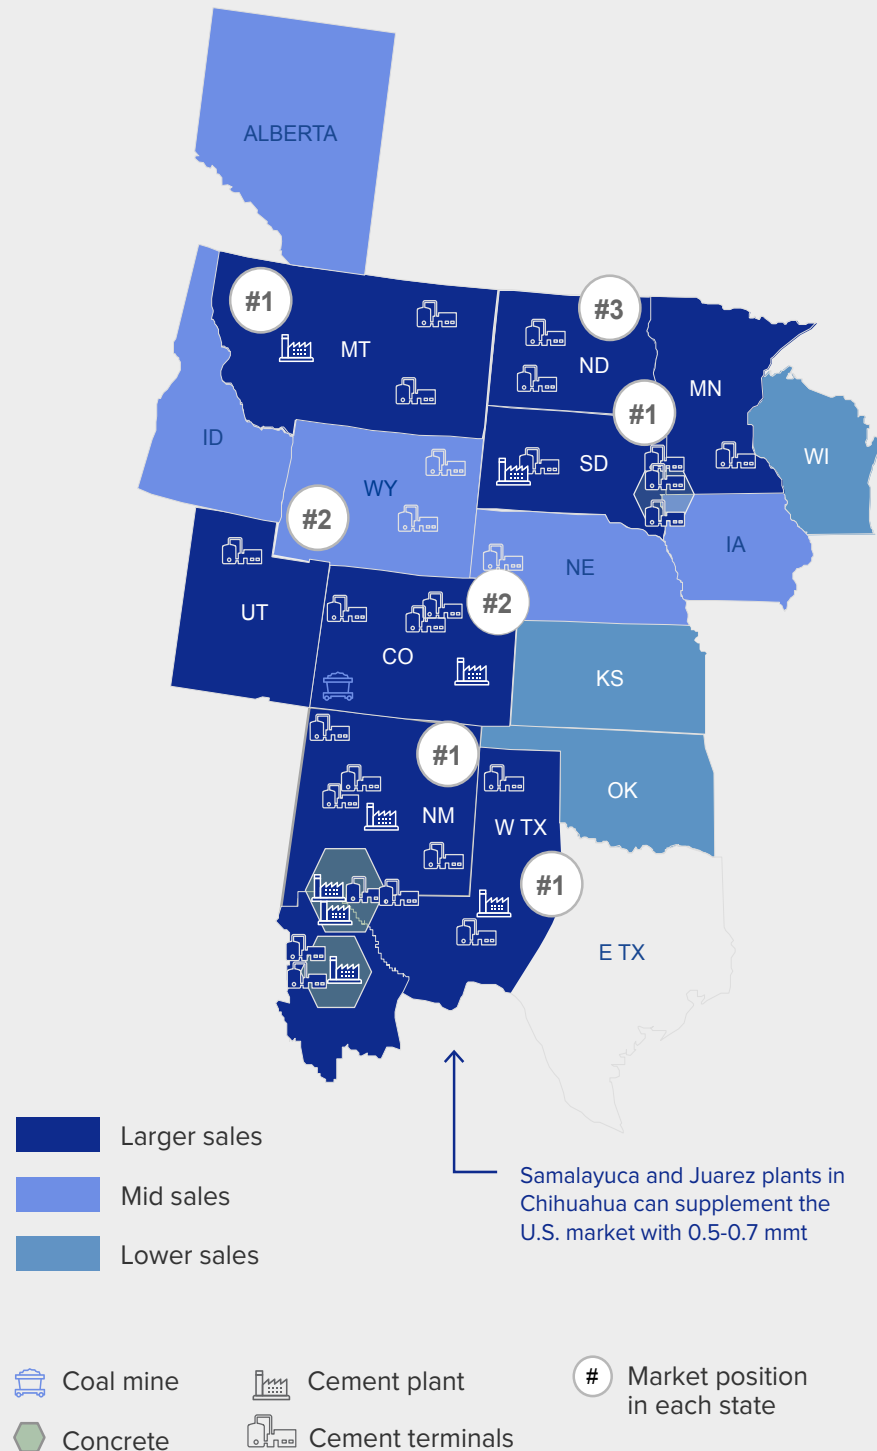 ALBERTA
#1
#3
MT
ND
MN
#1
ID
SD
WI
WY
#2
IA
NE
#2
UT
CO
KS
#1
OK
NM
W TX
#1
E TX
Larger sales
Mid sales
Lower sales
Samalayuca and Juarez plants in
Chihuahua can supplement the
U.S. market with 0.5-0.7 mmt
Coal mine
Cement plant
# Market position
in each state
Concrete
Cement terminals